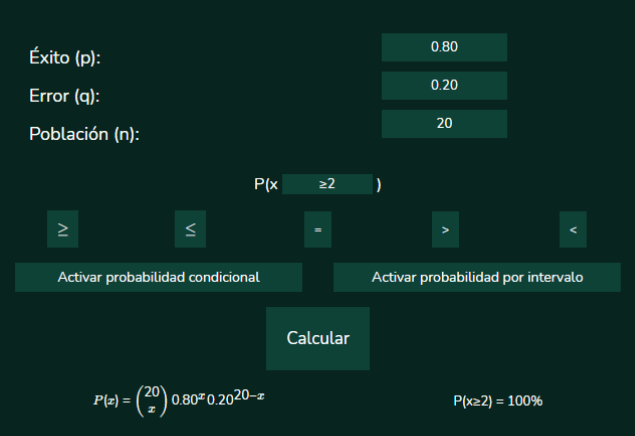 Éxito (p): 0.80
Error (q): 0.20
Población (n): 20
P(x ≥2 )
≥ ≤ = > <
Activar probabilidad condicional Activar probabilidad por intervalo
Calcular
P(x) = (20 x) 0.80^x 0.20^20−x P(x≥2) = 100%